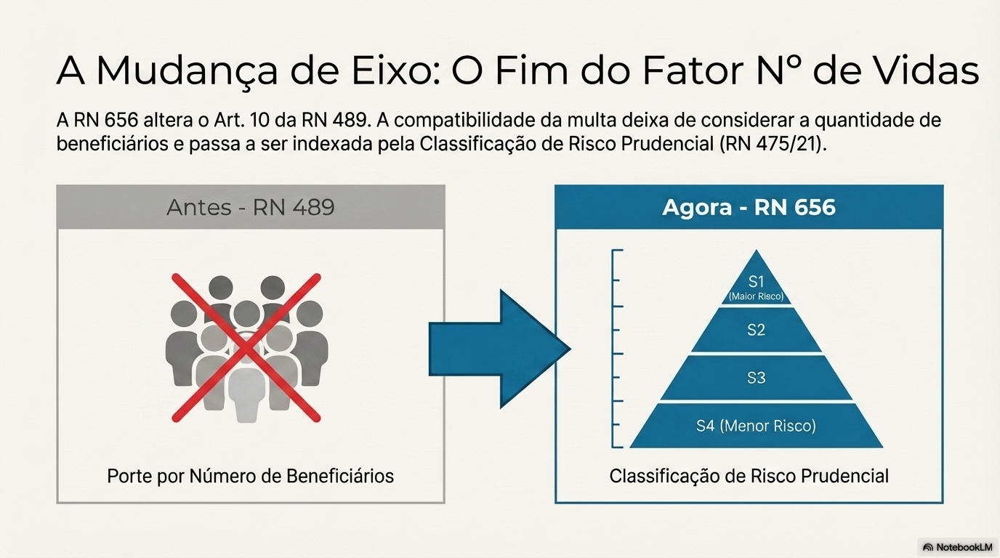 A Mudança de Eixo: O Fim do Fator Nº de Vidas
A RN 656 altera o Art. 10 da RN 489. A compatibilidade da multa deixa de considerar a quantidade de
beneficiários e passa a ser indexada pela Classificação de Risco Prudencial (RN 475/21).
Antes - RN 489
Porte por Número de Beneficiários
Agora - RN 656
S1
(Maior Risco)
S2
S3
S4 (Menor Risco)
Classificação de Risco Prudencial
NotebookLM